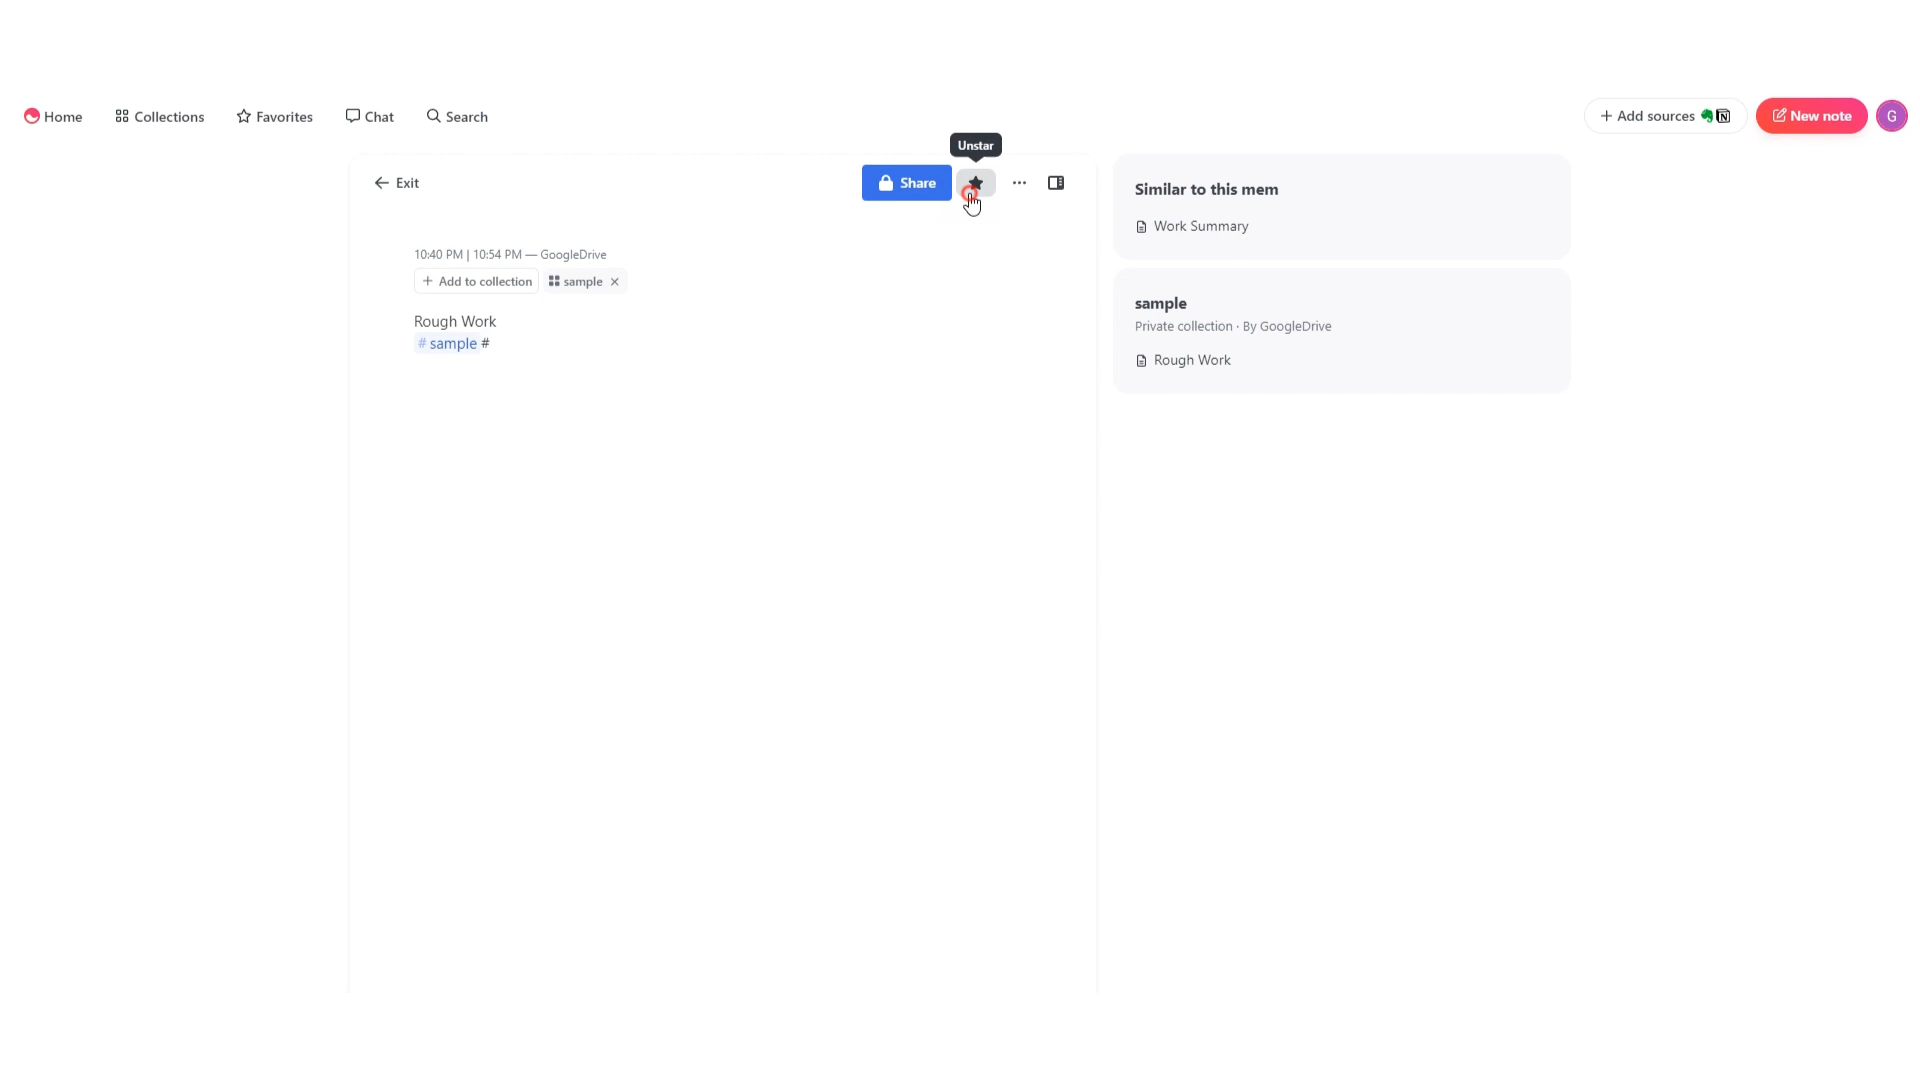 Home
Collections
Favorites
Chat
Search
Add sources
New note
G
Unstar
Exit
Share
10:40 PM | 10:54 PM — GoogleDrive
Add to collection
sample
Rough Work
# sample #
Similar to this mem
Work Summary
sample
Private collection · By GoogleDrive
Rough Work